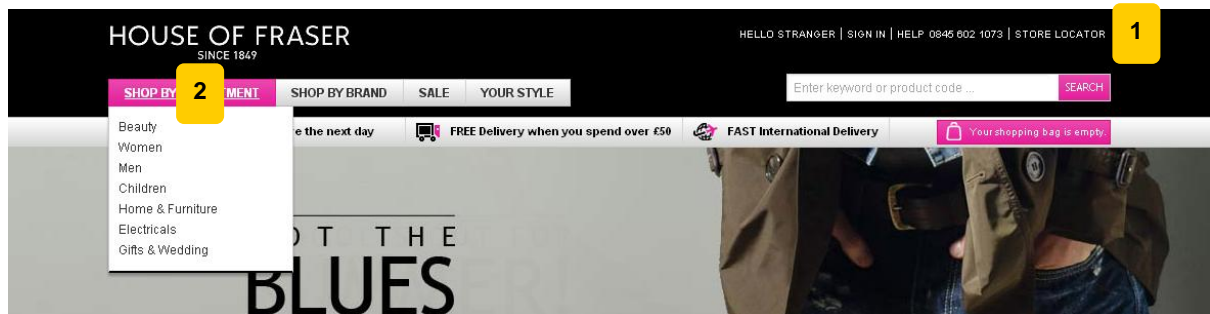 HOUSE OF FRASER
SINCE 1849
HELLO STRANGER | SIGN IN | HELP 0845 602 1073 | STORE LOCATOR
1
SHOP BY
2
MENT
SHOP BY BRAND
SALE
YOUR STYLE
Enter keyword or product code ...
SEARCH
e the next day
FREE Delivery when you spend over £50
FAST International Delivery
Your shopping bag is empty.
Beauty
Women
Men
Children
Home & Furniture
Electricals
Gifts & Wedding
OT THE
BLUES